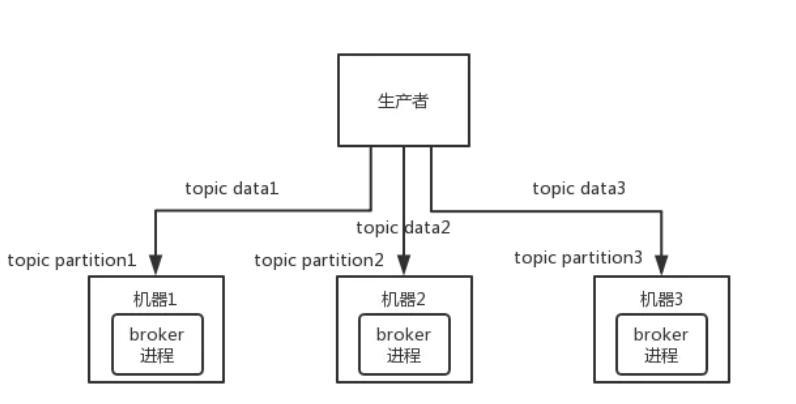 生产者
topic data1
topic data3
topic data2
topic partition1
topic partition2
topic partition3
机器1
机器2
机器3
broker
进程
broker
进程
broker
进程